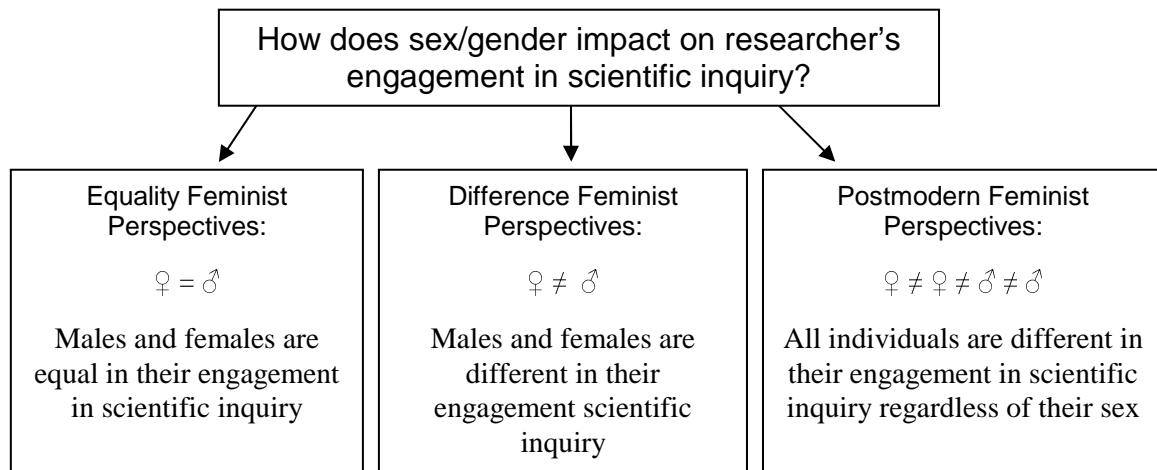 How does sex/gender impact on researcher's
engagement in scientific inquiry?
Equality Feminist
Perspectives:
♀ = ♂
Males and females are
equal in their engagement
in scientific inquiry
Difference Feminist
Perspectives:
♀ ≠ ♂
Males and females are
different in their
engagement scientific
inquiry
Postmodern Feminist
Perspectives:
♀ ≠ ♀ ≠ ♂ ≠ ♂
All individuals are different in
their engagement in scientific
inquiry regardless of their sex